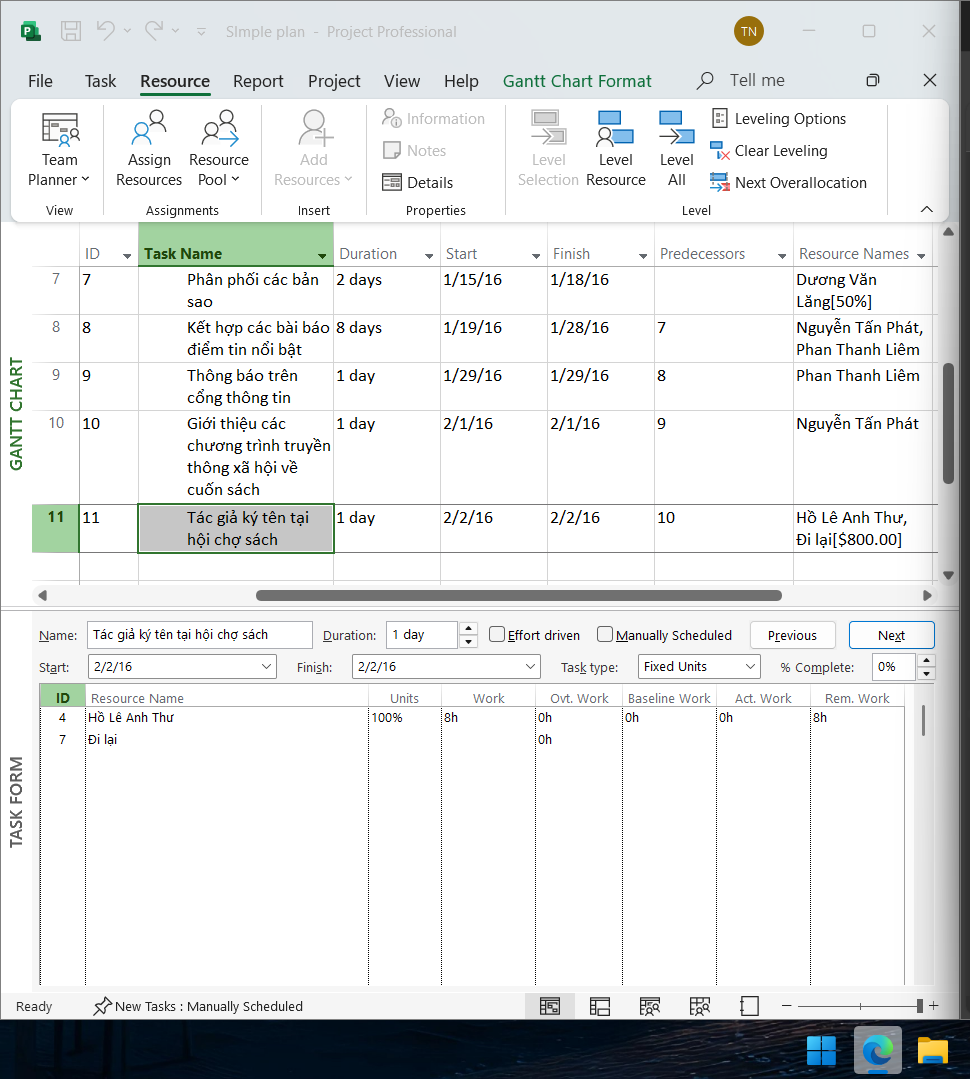 SImple plan - Project Professional
TN
File Task Resource Report Project View Help Gantt Chart Format Tell me
Team Planner
Assign Resources
Resource Pool
Add Resources
Information
Notes
Details
Level Selection
Level Resource
Level All
Leveling Options
Clear Leveling
Next Overallocation
View Assignments Insert Properties Level
GANTT CHART
ID Task Name Duration Start Finish Predecessors Resource Names
7 7 Phân phối các bản 2 days 1/15/16 1/18/16 Dương Văn
sao Lăng[50%]
8 8 Kết hợp các bài báo 8 days 1/19/16 1/28/16 7 Nguyễn Tấn Phát,
điểm tin nổi bật Phan Thanh Liêm
9 9 Thông báo trên 1 day 1/29/16 1/29/16 8 Phan Thanh Liêm
cổng thông tin
10 10 Giới thiệu các 1 day 2/1/16 2/1/16 9 Nguyễn Tấn Phát
chương trình truyền
thông xã hội về
cuốn sách
11 11 Tác giả ký tên tại 1 day 2/2/16 2/2/16 10 Hồ Lê Anh Thư,
hội chợ sách Đi lại[$800.00]
TASK FORM
Name: Tác giả ký tên tại hội chợ sách Duration: 1 day Effort driven Manually Scheduled Previous Next
Start: 2/2/16 Finish: 2/2/16 Task type: Fixed Units % Complete: 0%
ID Resource Name Units Work Ovt. Work Baseline Work Act. Work Rem. Work
4 Hồ Lê Anh Thư 100% 8h 0h 0h 0h 8h
7 Đi lại 0h
Ready New Tasks : Manually Scheduled